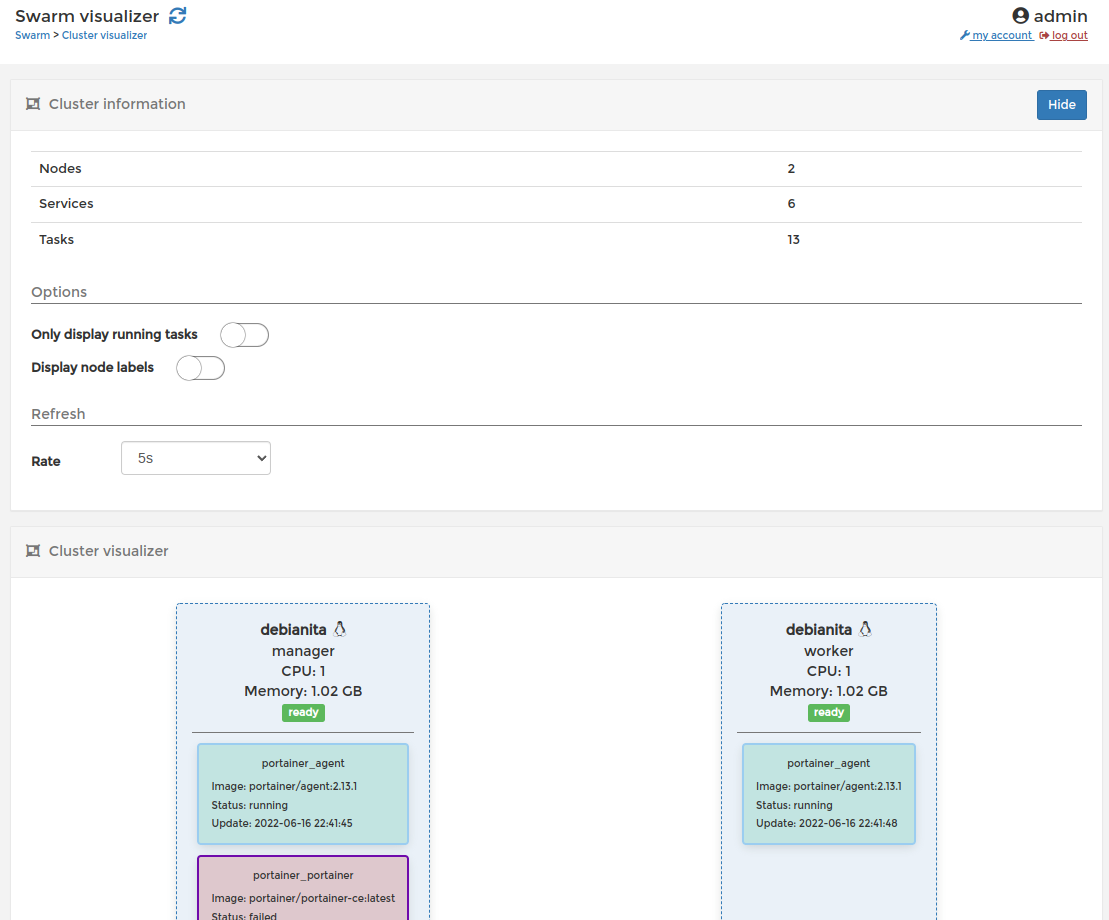 Swarm visualizer
Swarm > Cluster visualizer
admin
my account log out
Cluster information
Hide
Nodes 2
Services 6
Tasks 13
Options
Only display running tasks
Display node labels
Refresh
Rate 5s
Cluster visualizer
debianita
manager
CPU: 1
Memory: 1.02 GB
ready
portainer_agent
Image: portainer/agent:2.13.1
Status: running
Update: 2022-06-16 22:41:45
portainer_portainer
Image: portainer/portainer-ce:latest
Status: failed
debianita
worker
CPU: 1
Memory: 1.02 GB
ready
portainer_agent
Image: portainer/agent:2.13.1
Status: running
Update: 2022-06-16 22:41:48